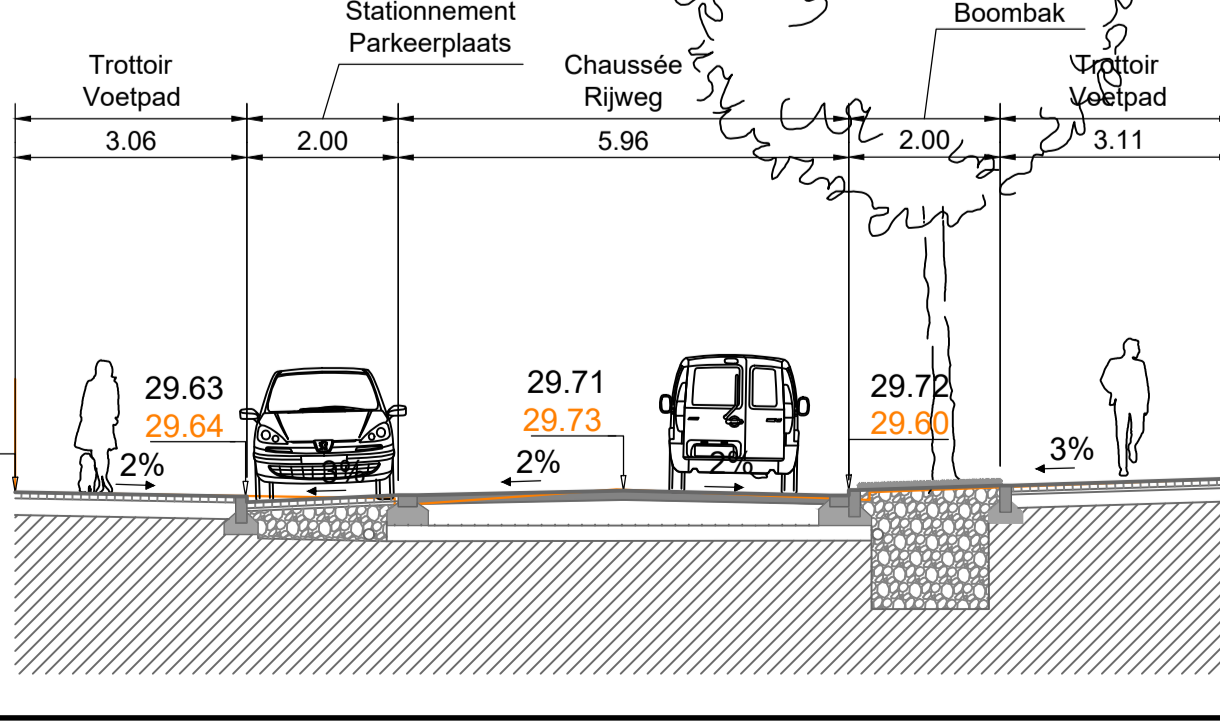 Stationnement
Parkeerplaats
Boombak
Trottoir
Voetpad
Chaussée
Rijweg
Trottoir
Voetpad
3.06
2.00
5.96
2.00
3.11
29.63
29.64
29.71
29.73
29.72
29.60
2%
3%
2%
2%
3%